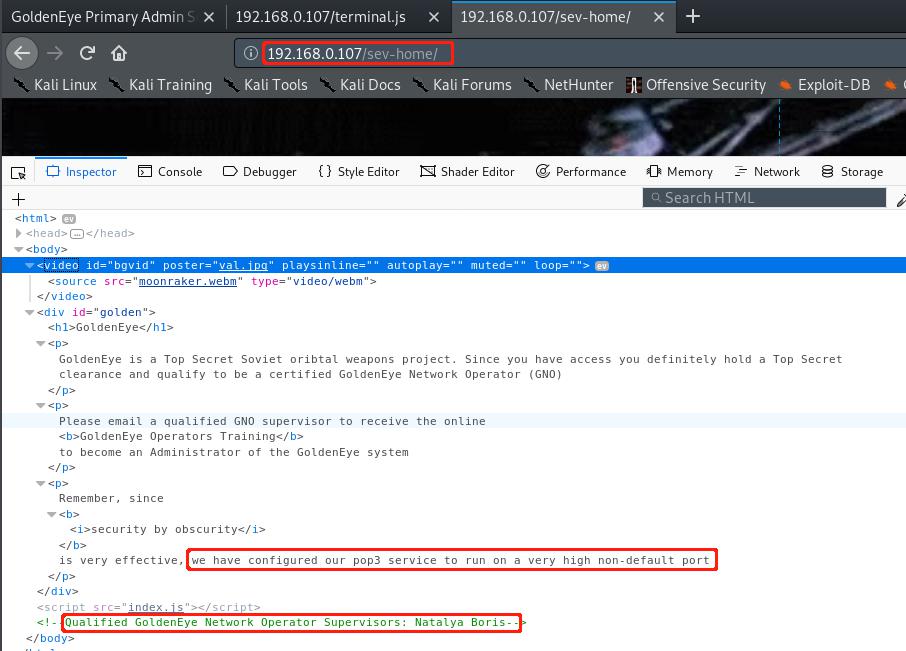 GoldenEye Primary Admin S
192.168.0.107/terminal.js
192.168.0.107/sev-home/
192.168.0.107/sev-home/
Kali Linux Kali Training Kali Tools Kali Docs Kali Forums NetHunter Offensive Security Exploit-DB
Inspector Console Debugger {} Style Editor Shader Editor Performance Memory Network Storage
Search HTML
<html> ev
<head>…</head>
<body>
<video id="bgvid" poster="val.jpg" playsinline="" autoplay="" muted="" loop=""> ev
<source src="moonraker.webm" type="video/webm">
</video>
<div id="golden">
<h1>GoldenEye</h1>
<p>
GoldenEye is a Top Secret Soviet oribtal weapons project. Since you have access you definitely hold a Top Secret
clearance and qualify to be a certified GoldenEye Network Operator (GNO)
</p>
<p>
Please email a qualified GNO supervisor to receive the online
<b>GoldenEye Operators Training</b>
to become an Administrator of the GoldenEye system
</p>
<p>
Remember, since
<b>
<i>security by obscurity</i>
</b>
is very effective, we have configured our pop3 service to run on a very high non-default port
</p>
</div>
<script src="index.js"></script>
<!--Qualified GoldenEye Network Operator Supervisors: Natalya Boris-->
</body>